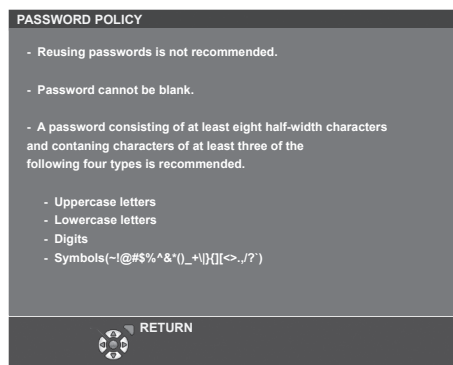 PASSWORD POLICY
- Reusing passwords is not recommended.
- Password cannot be blank.
- A password consisting of at least eight half-width characters
and contaning characters of at least three of the
following four types is recommended.
- Uppercase letters
- Lowercase letters
- Digits
- Symbols(~!@#$%^&*()_+\|}{][<>.,/?`)
RETURN